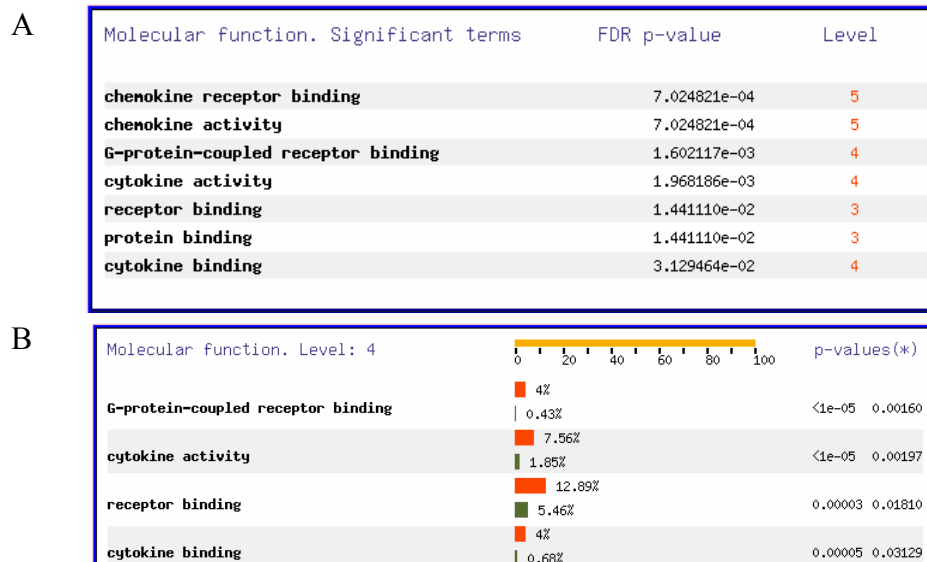 A
Molecular function. Significant terms FDR p-value Level
chemokine receptor binding 7.024821e-04 5
chemokine activity 7.024821e-04 5
G-protein-coupled receptor binding 1.602117e-03 4
cytokine activity 1.968186e-03 4
receptor binding 1.441110e-02 3
protein binding 1.441110e-02 3
cytokine binding 3.129464e-02 4
B
Molecular function. Level: 4 0 20 40 60 80 100 p-values(*)
4%
G-protein-coupled receptor binding 0.43% <1e-05 0.00160
7.56%
cytokine activity 1.85% <1e-05 0.00197
12.89%
receptor binding 5.46% 0.00003 0.01810
4%
cytokine binding 0.68% 0.00005 0.03129